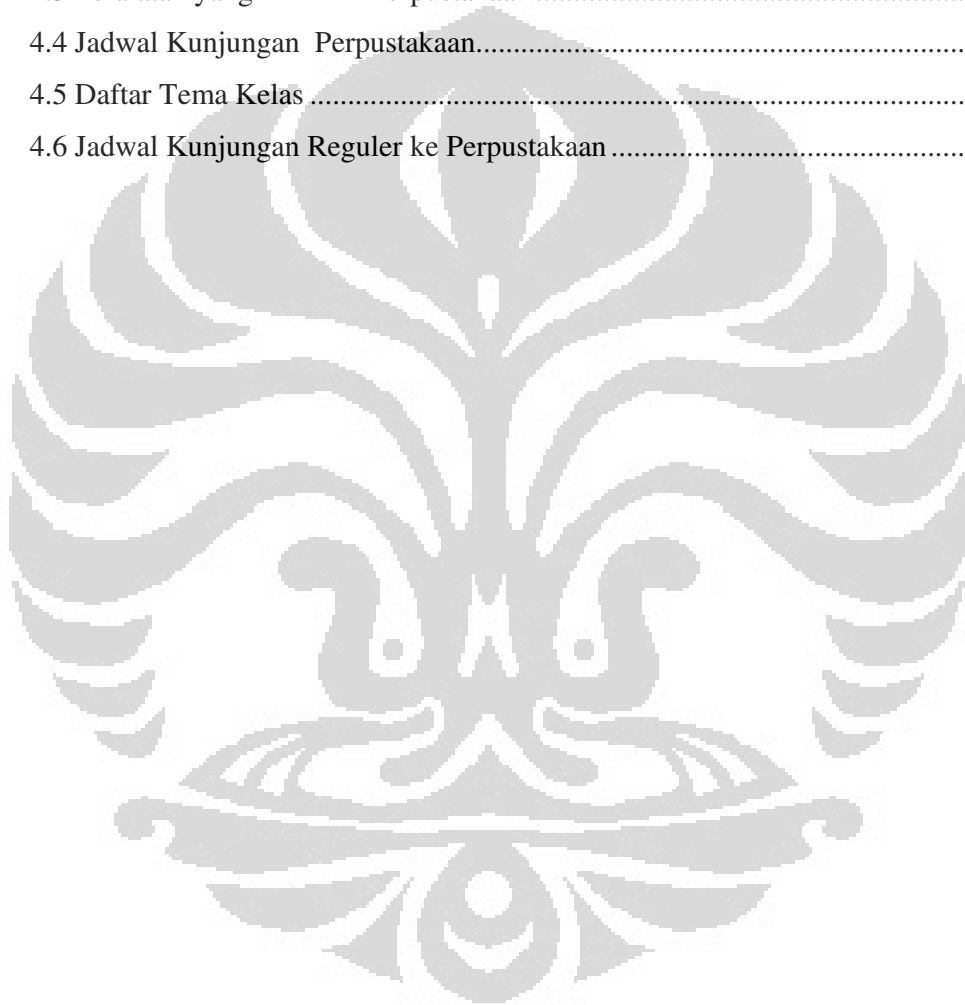 4.4 Jadwal Kunjungan  Perpustakaan................................................................
4.5 Daftar Tema Kelas ......................................................................................
4.6 Jadwal Kunjungan Reguler ke Perpustakaan ...............................................